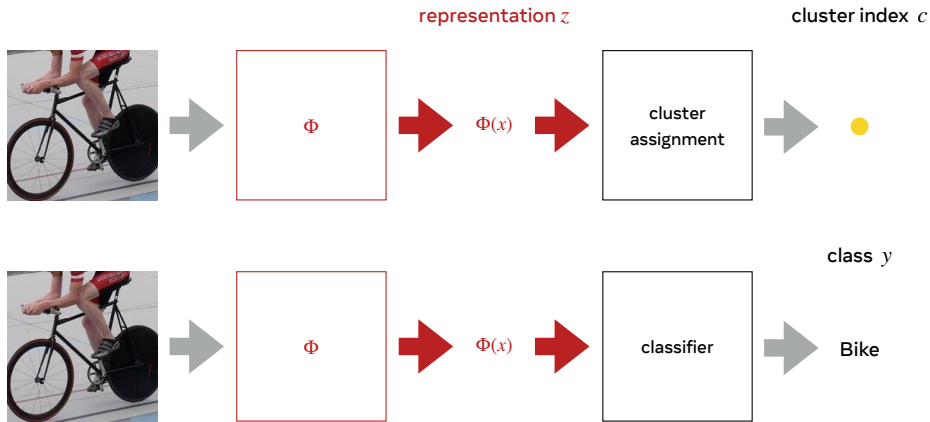 representation z
cluster index c
Φ
Φ(x)
cluster
assignment
class y
Φ
Φ(x)
classifier
Bike